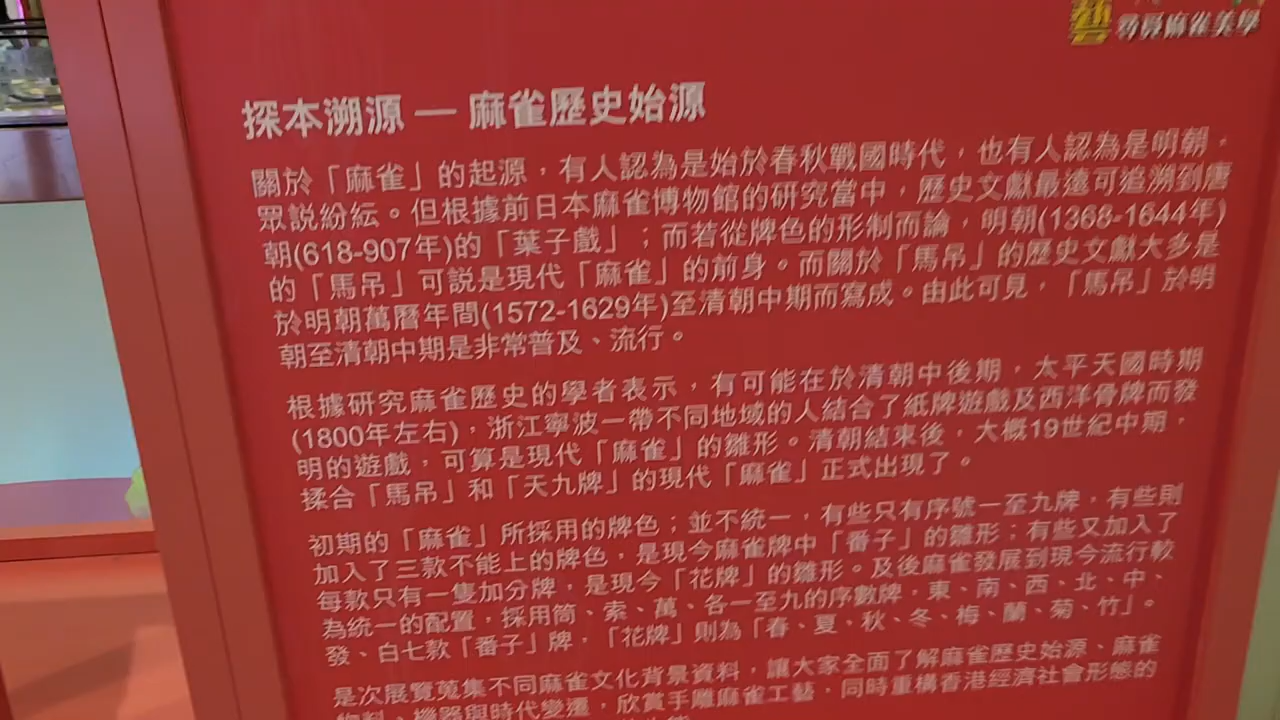 藝
尋覓麻雀美學
探本溯源 — 麻雀歷史始源
關於「麻雀」的起源，有人認為是始於春秋戰國時代，也有人認為是明朝，
眾説紛紜。但根據前日本麻雀博物館的研究當中，歷史文獻最遠可追溯到唐
朝(618-907年)的「葉子戲」；而若從牌色的形制而論，明朝(1368-1644年)
的「馬吊」可説是現代「麻雀」的前身。而關於「馬吊」的歷史文獻大多是
於明朝萬曆年間(1572-1629年)至清朝中期而寫成。由此可見，「馬吊」於明
朝至清朝中期是非常普及、流行。
根據研究麻雀歷史的學者表示，有可能在於清朝中後期，太平天國時期
(1800年左右)，浙江寧波一帶不同地域的人結合了紙牌遊戲及西洋骨牌而發
明的遊戲，可算是現代「麻雀」的雛形。清朝結束後，大概19世紀中期，
揉合「馬吊」和「天九牌」的現代「麻雀」正式出現了。
初期的「麻雀」所採用的牌色；並不統一，有些只有序號一至九牌，有些則
加入了三款不能上的牌色，是現今麻雀牌中「番子」的雛形；有些又加入了
每款只有一隻加分牌，是現今「花牌」的雛形。及後麻雀發展到現今流行較
為統一的配置，採用筒、索、萬、各一至九的序數牌，東、南、西、北、中、
發、白七款「番子」牌，「花牌」則為「春、夏、秋、冬、梅、蘭、菊、竹」。
是次展覽蒐集不同麻雀文化背景資料，讓大家全面了解麻雀歷史始源、麻雀
物料、機器與時代變遷，欣賞手雕麻雀工藝，同時重構香港經濟社會形態的